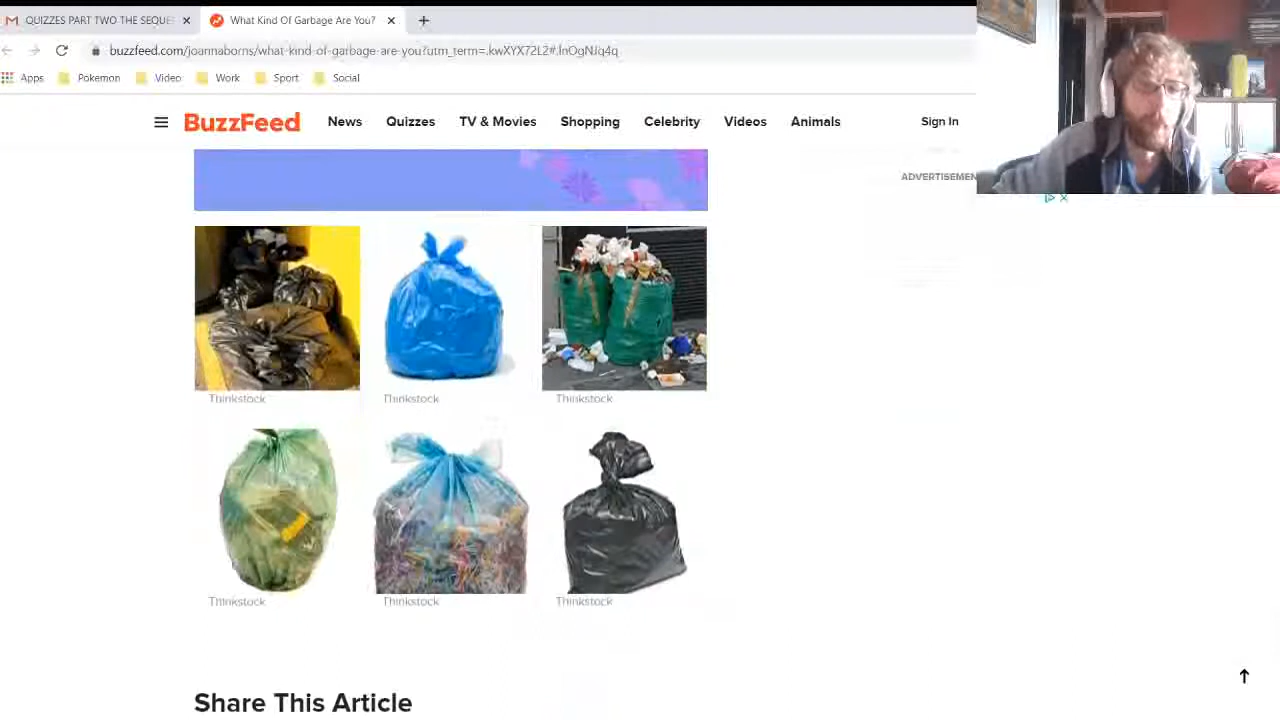 QUIZZES PART TWO THE SEQUE
What Kind Of Garbage Are You?
buzzfeed.com/joannaborns/what-kind-of-garbage-are-you?utm_term=.kwXYX72L2#.lnOgNJq4q
Apps Pokemon Video Work Sport Social
BuzzFeed News Quizzes TV & Movies Shopping Celebrity Videos Animals Sign In
ADVERTISEMEN
Thinkstock Thinkstock Thinkstock
Thinkstock Thinkstock Thinkstock
Share This Article